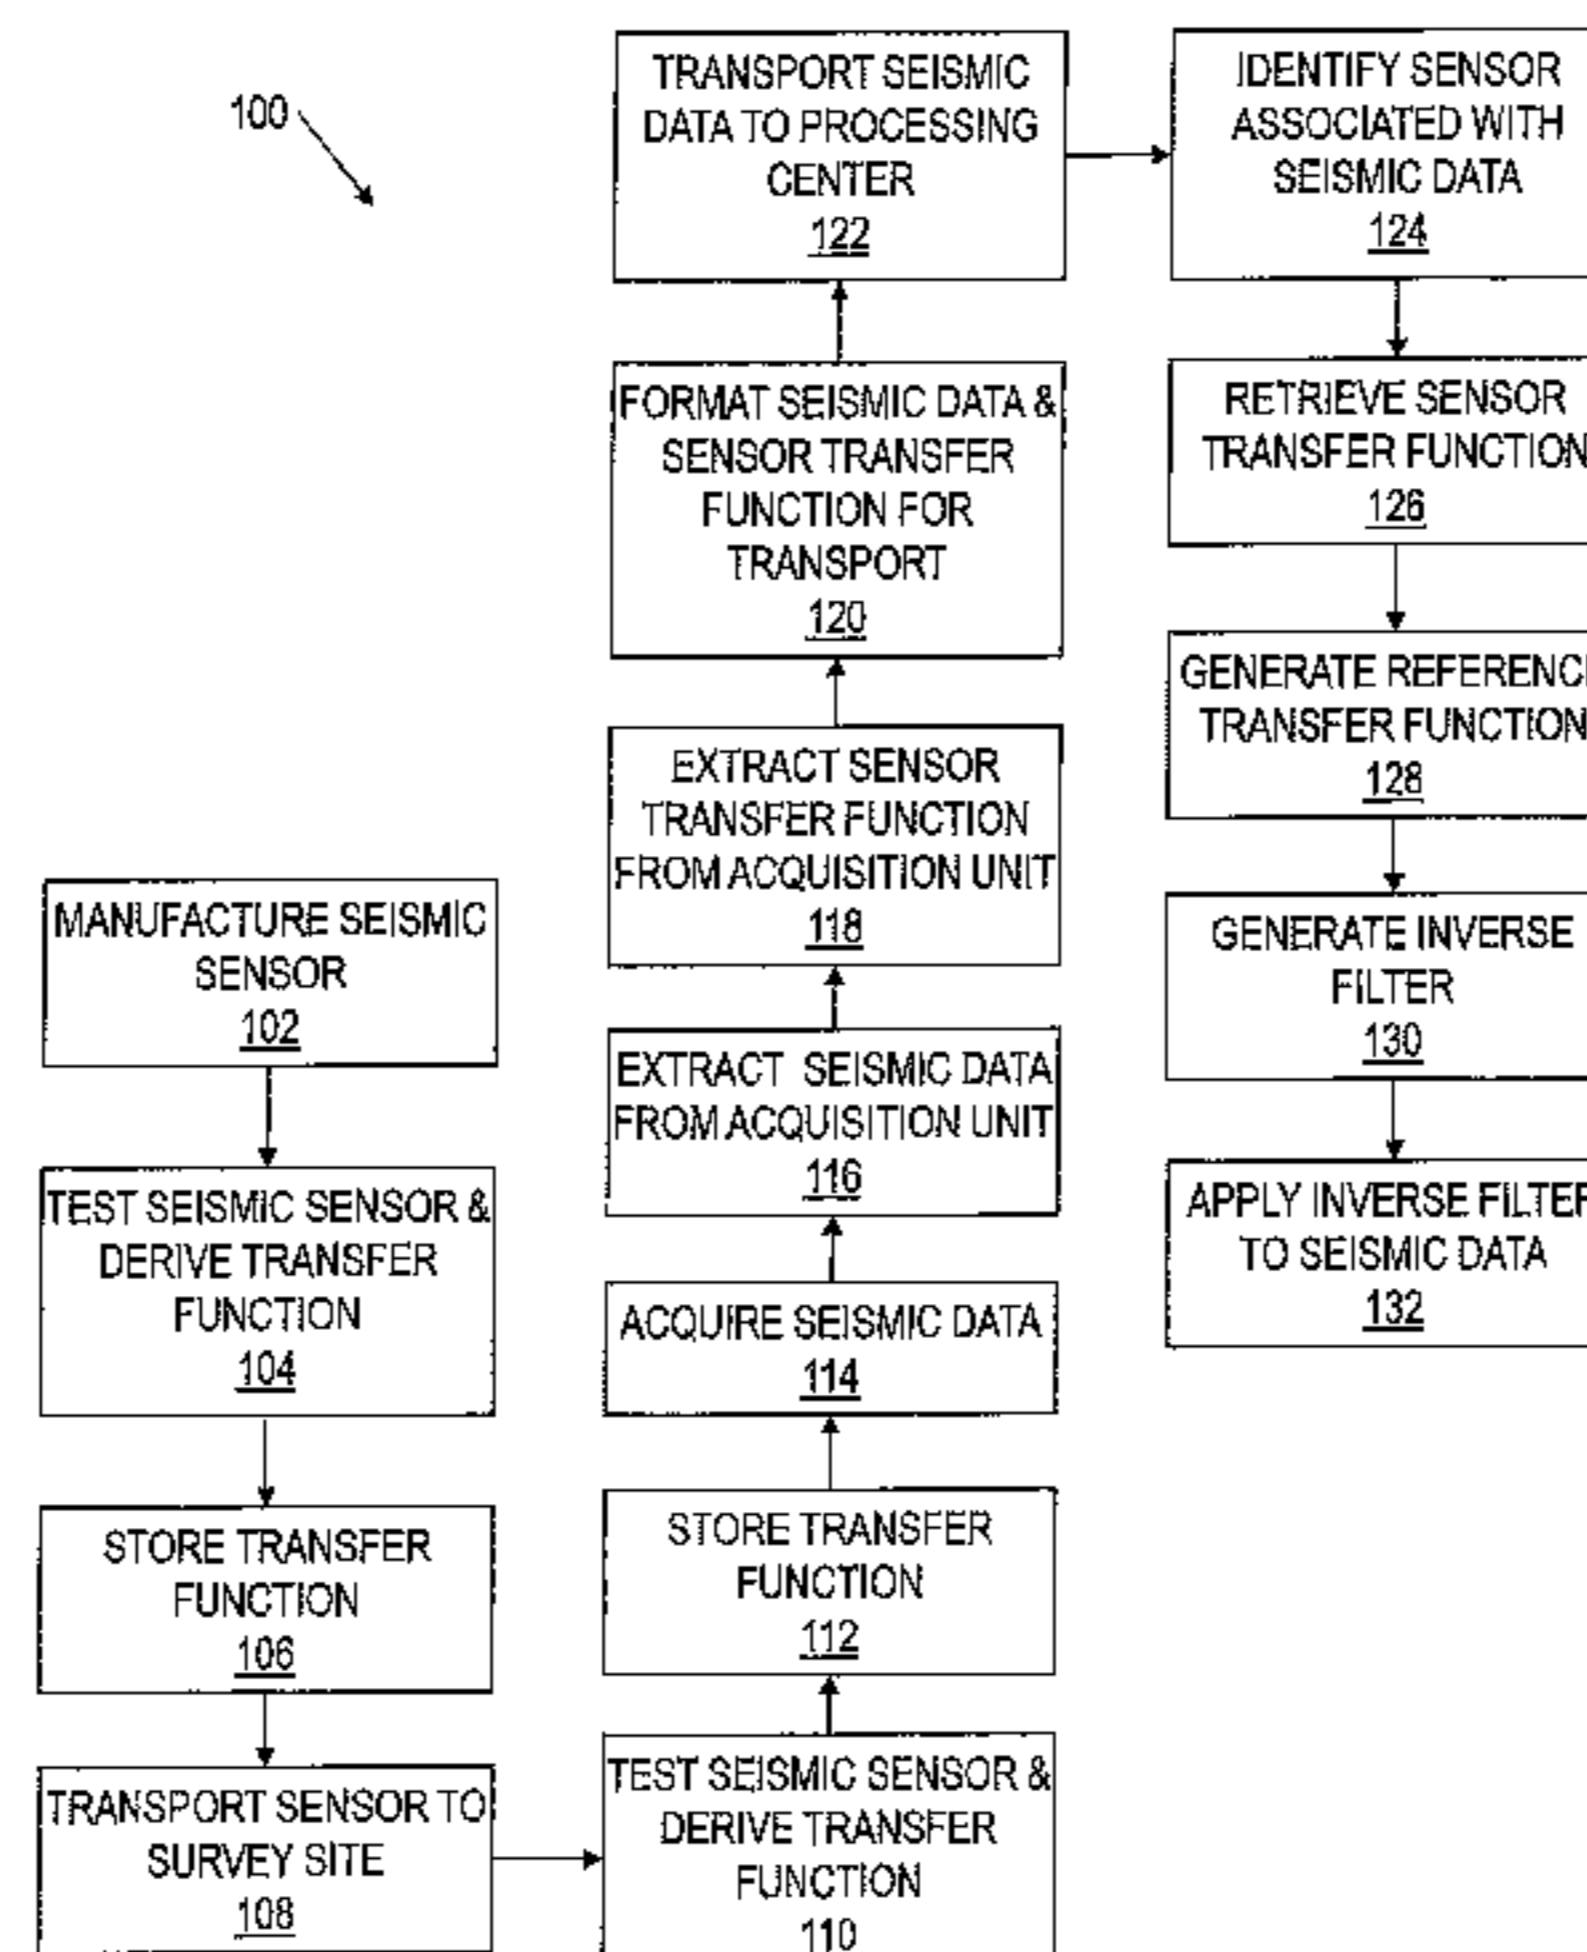 100
MANUFACTURE SEISMIC
SENSOR
102
TEST SEISMIC SENSOR &
DERIVE TRANSFER
FUNCTION
104
STORE TRANSFER
FUNCTION
106
TRANSPORT SENSOR TO
SURVEY SITE
108
TEST SEISMIC SENSOR &
DERIVE TRANSFER
FUNCTION
110
STORE TRANSFER
FUNCTION
112
ACQUIRE SEISMIC DATA
114
EXTRACT SEISMIC DATA
FROM ACQUISITION UNIT
116
EXTRACT SENSOR
TRANSFER FUNCTION
FROM ACQUISITION UNIT
118
FORMAT SEISMIC DATA &
SENSOR TRANSFER
FUNCTION FOR
TRANSPORT
120
TRANSPORT SEISMIC
DATA TO PROCESSING
CENTER
122
IDENTIFY SENSOR
ASSOCIATED WITH
SEISMIC DATA
124
RETRIEVE SENSOR
TRANSFER FUNCTION
126
GENERATE REFERENCE
TRANSFER FUNCTION
128
GENERATE INVERSE
FILTER
130
APPLY INVERSE FILTER
TO SEISMIC DATA
132